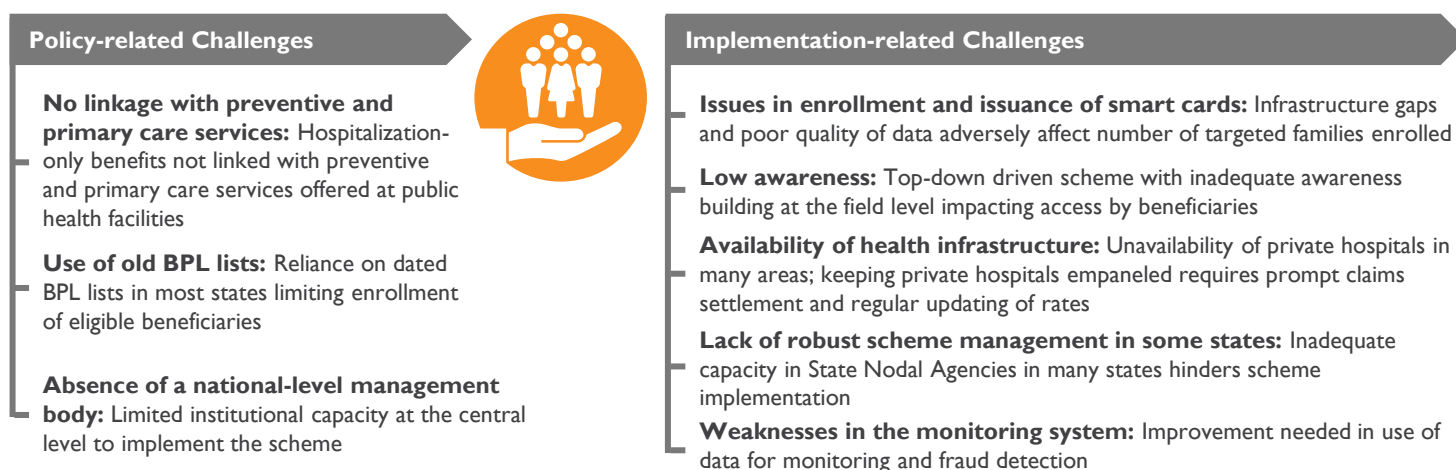 Policy-related Challenges
No linkage with preventive and
primary care services: Hospitalization-
only benefits not linked with preventive
and primary care services offered at public
health facilities
Use of old BPL lists: Reliance on dated
BPL lists in most states limiting enrollment
of eligible beneficiaries
Absence of a national-level management
body: Limited institutional capacity at the central
level to implement the scheme
Implementation-related Challenges
Issues in enrollment and issuance of smart cards: Infrastructure gaps
and poor quality of data adversely affect number of targeted families enrolled
Low awareness: Top-down driven scheme with inadequate awareness
building at the field level impacting access by beneficiaries
Availability of health infrastructure: Unavailability of private hospitals in
many areas; keeping private hospitals empaneled requires prompt claims
settlement and regular updating of rates
Lack of robust scheme management in some states: Inadequate
capacity in State Nodal Agencies in many states hinders scheme
implementation
Weaknesses in the monitoring system: Improvement needed in use of
data for monitoring and fraud detection